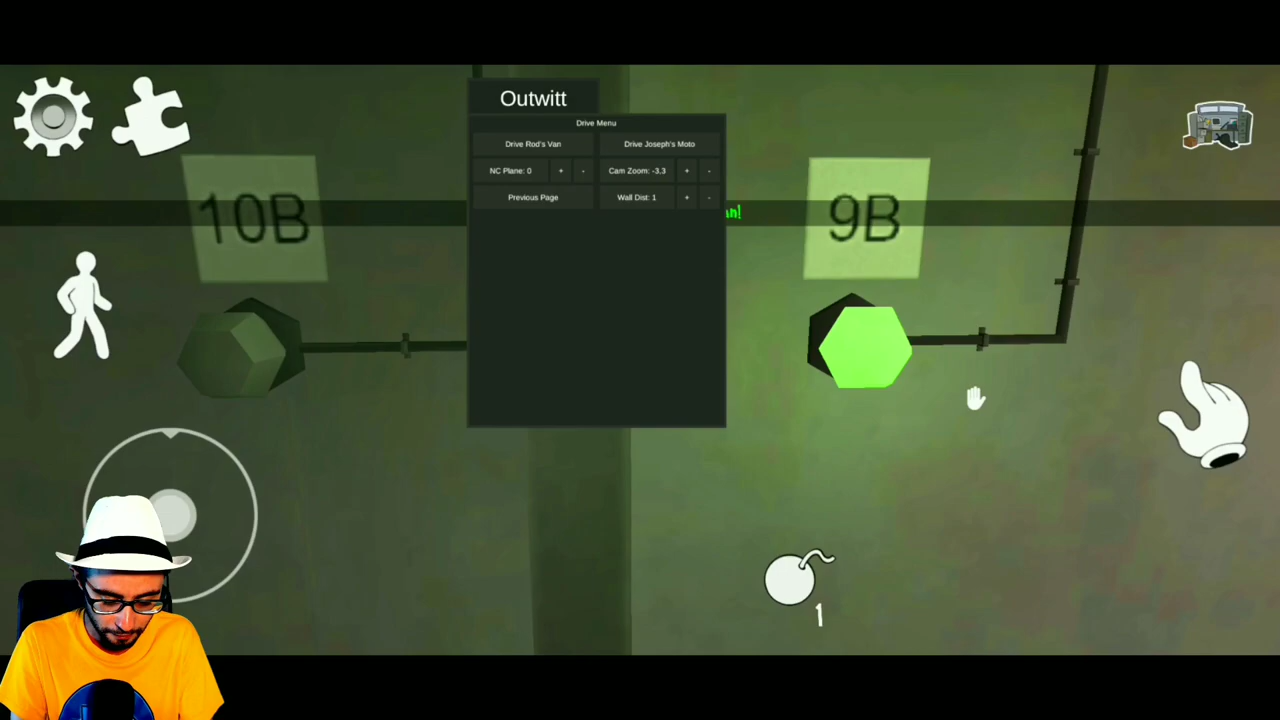 Outwitt
Drive Menu
Drive Rod's Van
Drive Joseph's Moto
NC Plane: 0
+
-
Cam Zoom: -3,3
+
-
Previous Page
Wall Dist: 1
+
-
10B
9B
1